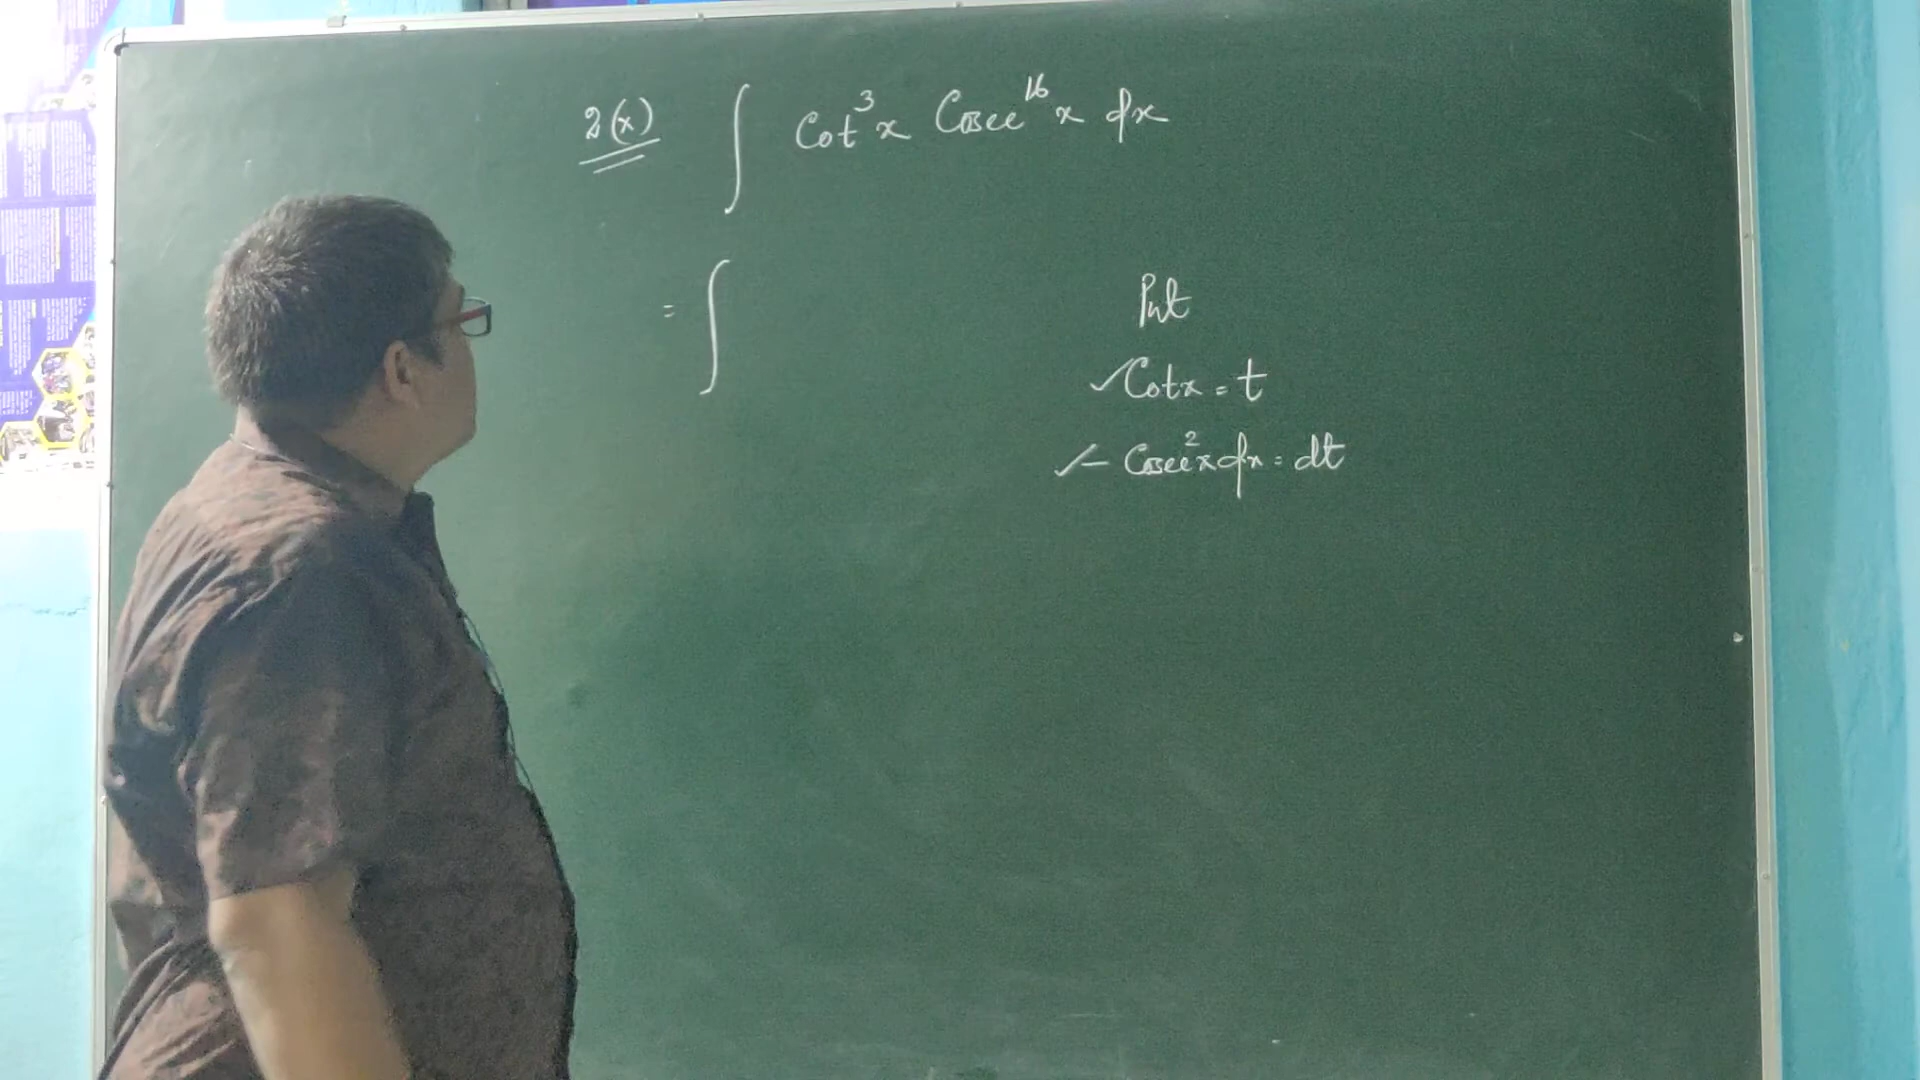 2(x) ∫ Cot³x Cosec¹⁶x dx
= ∫
Put
✓Cotx = t
✓– Cosec²x dx = dt